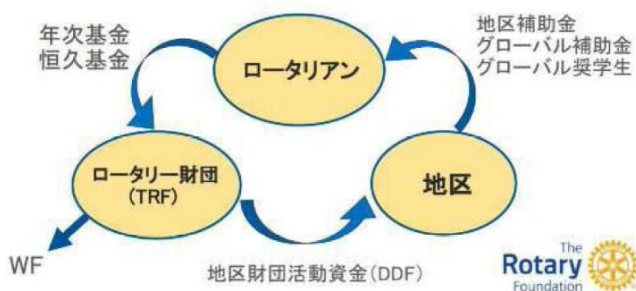 年次基金
恒久基金
ロータリアン
地区補助金
グローバル補助金
グローバル奨学生
ロータリー財団
(TRF)
地区
WF
地区財団活動資金(DDF)
The
Rotary
Foundation